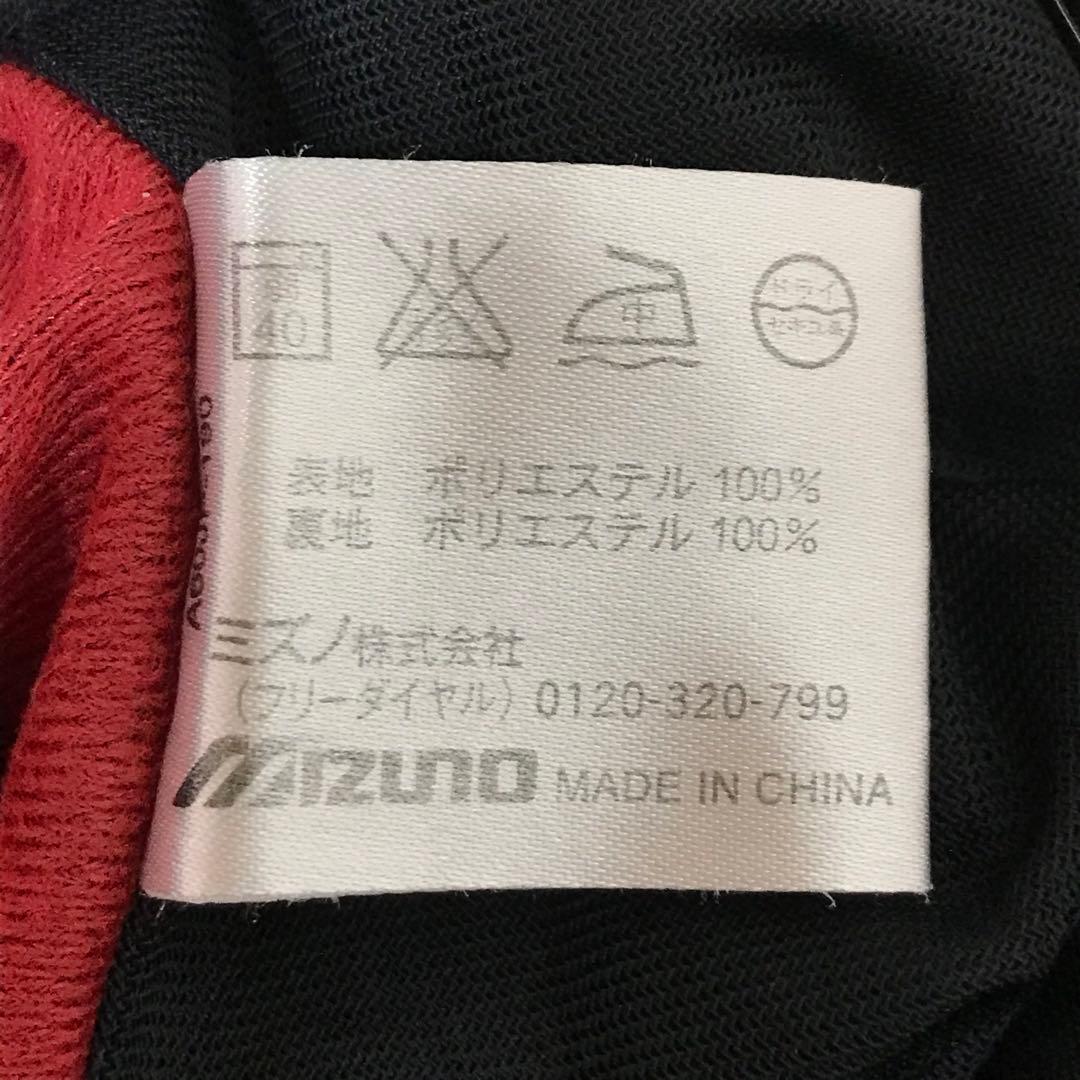 弱
40
中
ドライ
セキユ系
表地 ポリエステル 100%
裏地 ポリエステル 100%
ミズノ株式会社
(フリーダイヤル) 0120-320-799
MIZUNO MADE IN CHINA